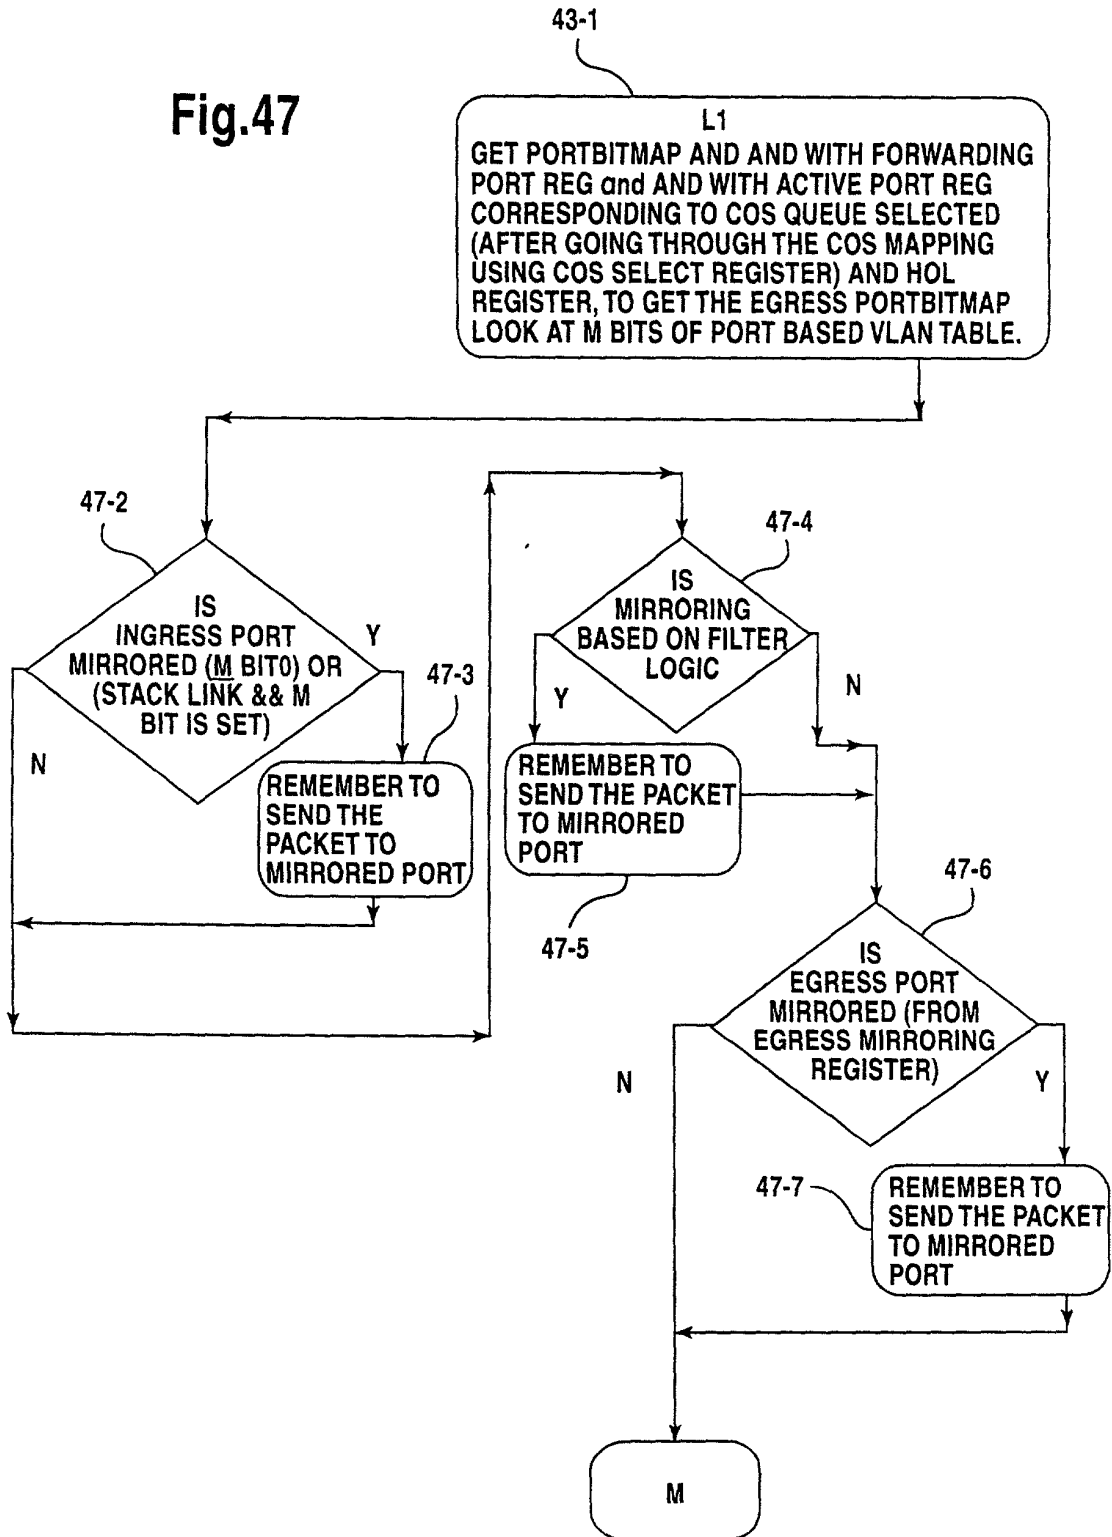 43-1
Fig.47
L1
GET PORTBITMAP AND AND WITH FORWARDING
PORT REG and AND WITH ACTIVE PORT REG
CORRESPONDING TO COS QUEUE SELECTED
(AFTER GOING THROUGH THE COS MAPPING
USING COS SELECT REGISTER) AND HOL
REGISTER, TO GET THE EGRESS PORTBITMAP
LOOK AT M BITS OF PORT BASED VLAN TABLE.
47-2
IS
INGRESS PORT
MIRRORED (M BIT0) OR
(STACK LINK && M
BIT IS SET)
Y
N
47-3
REMEMBER TO
SEND THE
PACKET TO
MIRRORED PORT
47-4
IS
MIRRORING
BASED ON FILTER
LOGIC
Y
N
REMEMBER TO
SEND THE PACKET
TO MIRRORED
PORT
47-5
47-6
IS
EGRESS PORT
MIRRORED (FROM
EGRESS MIRRORING
REGISTER)
N
Y
47-7
REMEMBER TO
SEND THE PACKET
TO MIRRORED
PORT
M